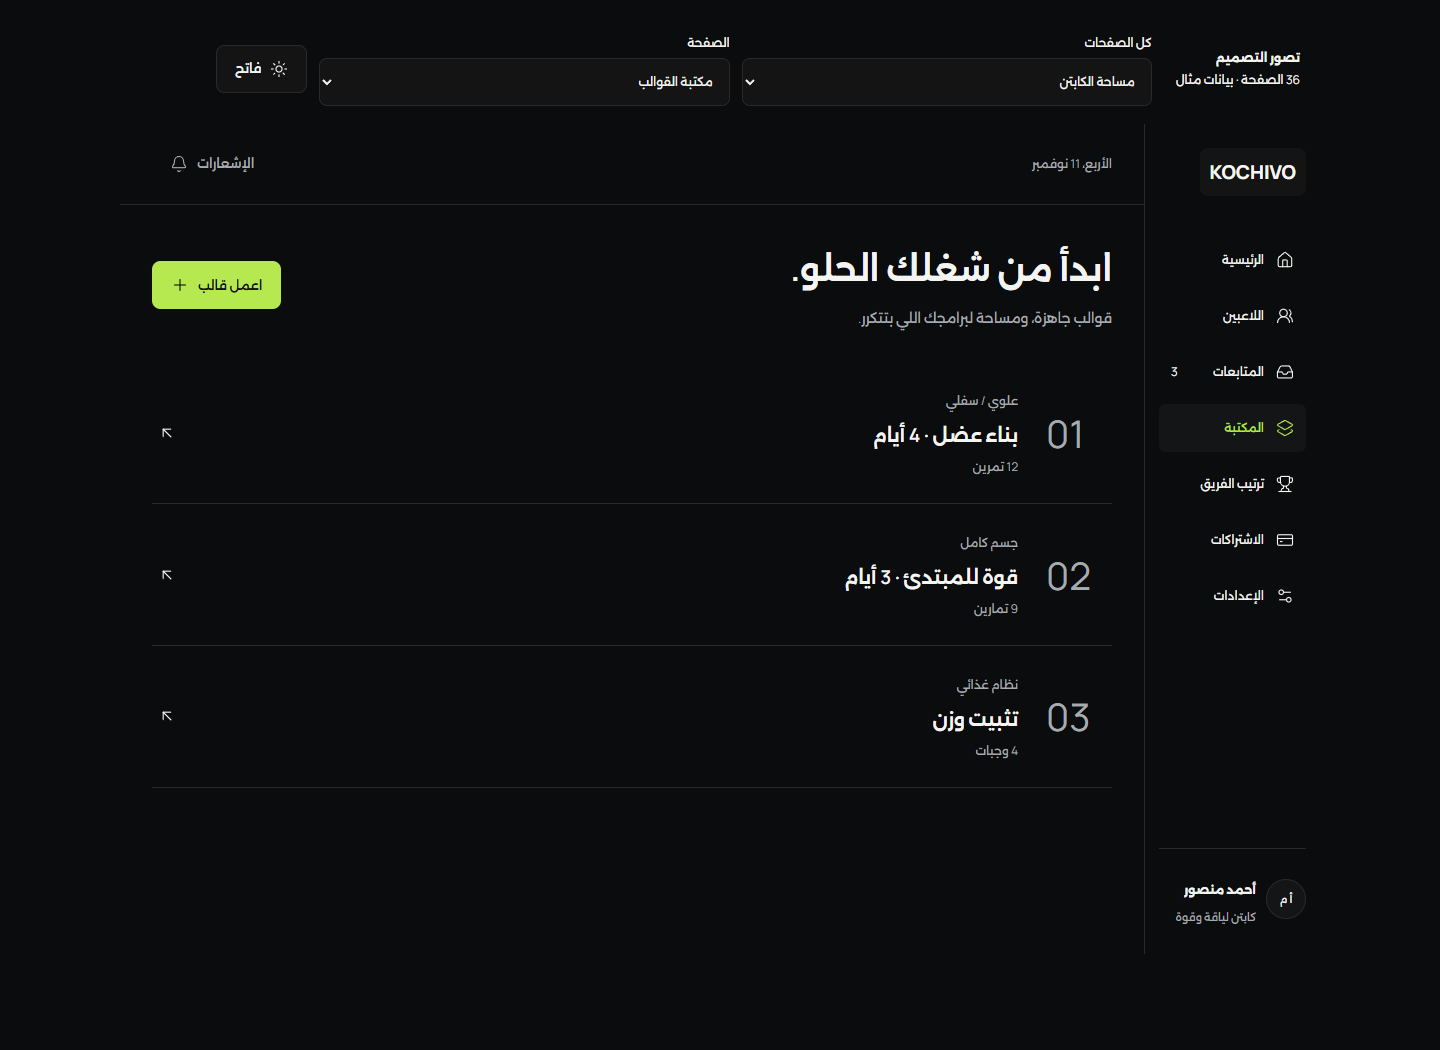 تصور التصميم
36 الصفحة · بيانات مثال
كل الصفحات
مساحة الكابتن
الصفحة
مكتبة القوالب
فاتح
KOCHIVO
الرئيسية
اللاعبين
المتابعات 3
المكتبة
ترتيب الفريق
الاشتراكات
الإعدادات
أ م
أحمد منصور
كابتن لياقة وقوة
الأربع، 11 نوفمبر
الإشعارات
ابدأ من شغلك الحلو.
قوالب جاهزة، ومساحة لبرامجك اللي بتتكرر.
اعمل قالب
01
علوي / سفلي
بناء عضل · 4 أيام
12 تمرين
02
جسم كامل
قوة للمبتدئ · 3 أيام
9 تمارين
03
نظام غذائي
تثبيت وزن
4 وجبات